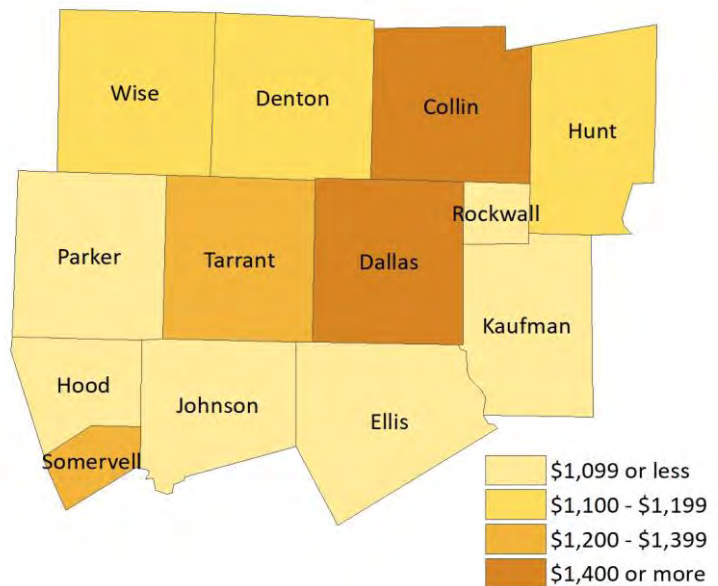 Wise
Denton
Collin
Hunt
Rockwall
Parker
Tarrant
Dallas
Kaufman
Hood
Johnson
Ellis
Somervell
$1,099 or less
$1,100 - $1,199
$1,200 - $1,399
$1,400 or more